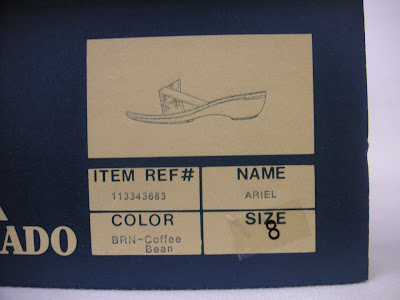 ITEM REF#
113343683
NAME
ARIEL
COLOR
BRN-Coffee
Bean
SIZE
8
ADO